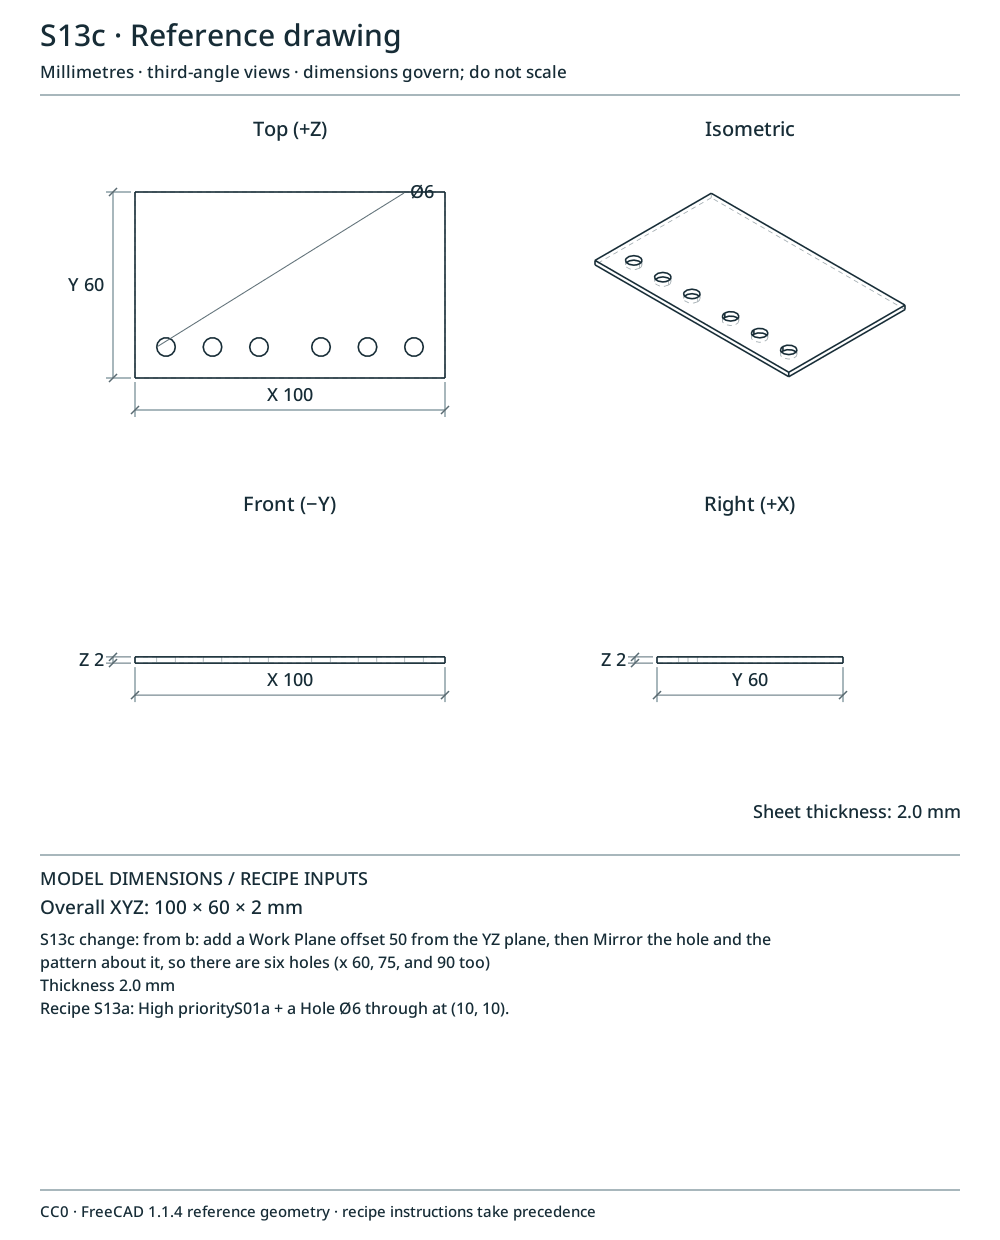 S13c · Reference drawing
Millimetres · third-angle views · dimensions govern; do not scale
Top (+Z)
Isometric
Ø6
Y 60
X 100
Front (−Y)
Right (+X)
Z 2
X 100
Z 2
Y 60
Sheet thickness: 2.0 mm
MODEL DIMENSIONS / RECIPE INPUTS
Overall XYZ: 100 × 60 × 2 mm
S13c change: from b: add a Work Plane offset 50 from the YZ plane, then Mirror the hole and the
pattern about it, so there are six holes (x 60, 75, and 90 too)
Thickness 2.0 mm
Recipe S13a: High priorityS01a + a Hole Ø6 through at (10, 10).
CC0 · FreeCAD 1.1.4 reference geometry · recipe instructions take precedence